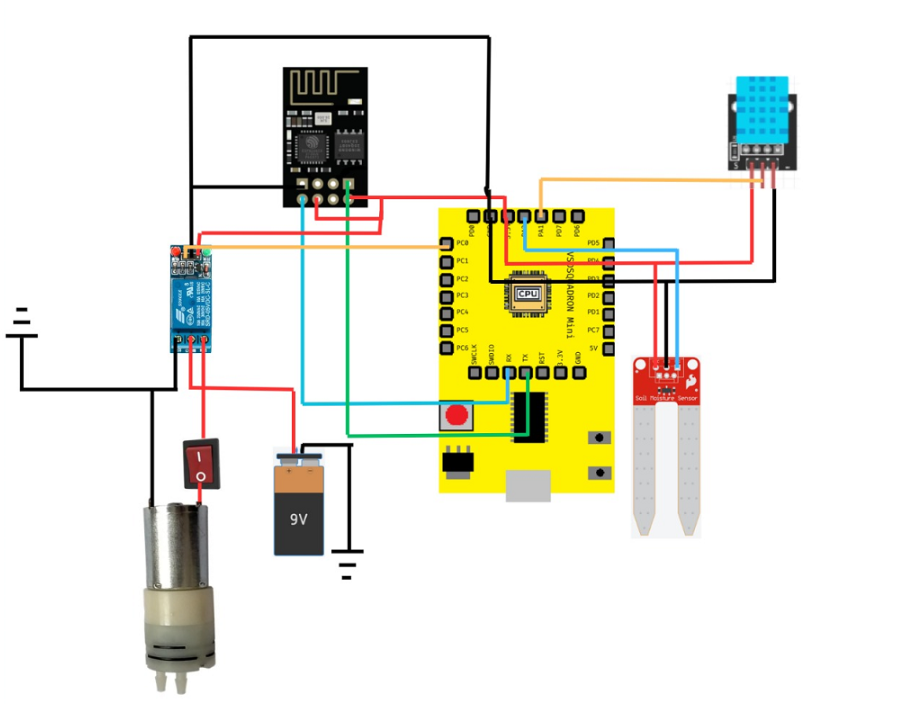 PD0
PA1
PD7
PD6
PC0
PC1
PC2
PC3
PC4
PC5
PC6
PD5
PD4
PD3
PD2
PD1
PC7
5V
VSDSQUADRON Mini
CPU
SWCLK
SWDIO
RX
TX
RST
3.3V
GND
Soil Moisture Sensor
S
-
I
O
+ -
9V